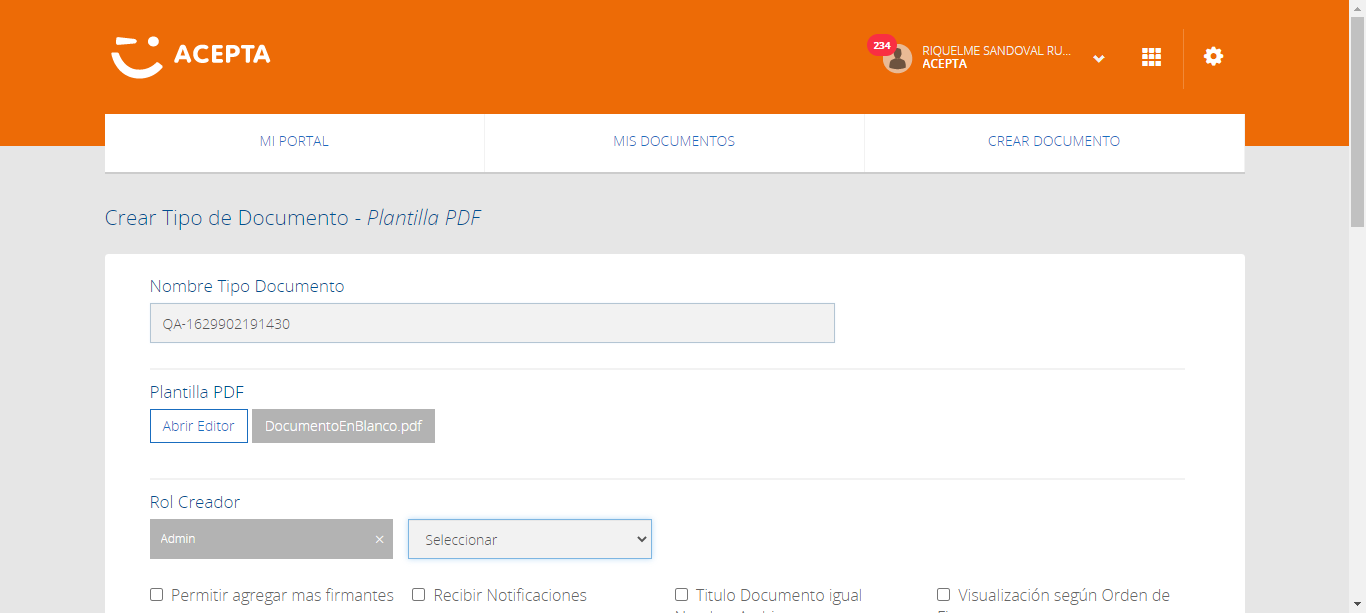 ACEPTA
234
RIQUELME SANDOVAL RU...
ACEPTA
MI PORTAL
MIS DOCUMENTOS
CREAR DOCUMENTO
Crear Tipo de Documento - Plantilla PDF
Nombre Tipo Documento
QA-1629902191430
Plantilla PDF
Abrir Editor
DocumentoEnBlanco.pdf
Rol Creador
Admin ×
Seleccionar
Permitir agregar mas firmantes
Recibir Notificaciones
Titulo Documento igual
Visualización según Orden de